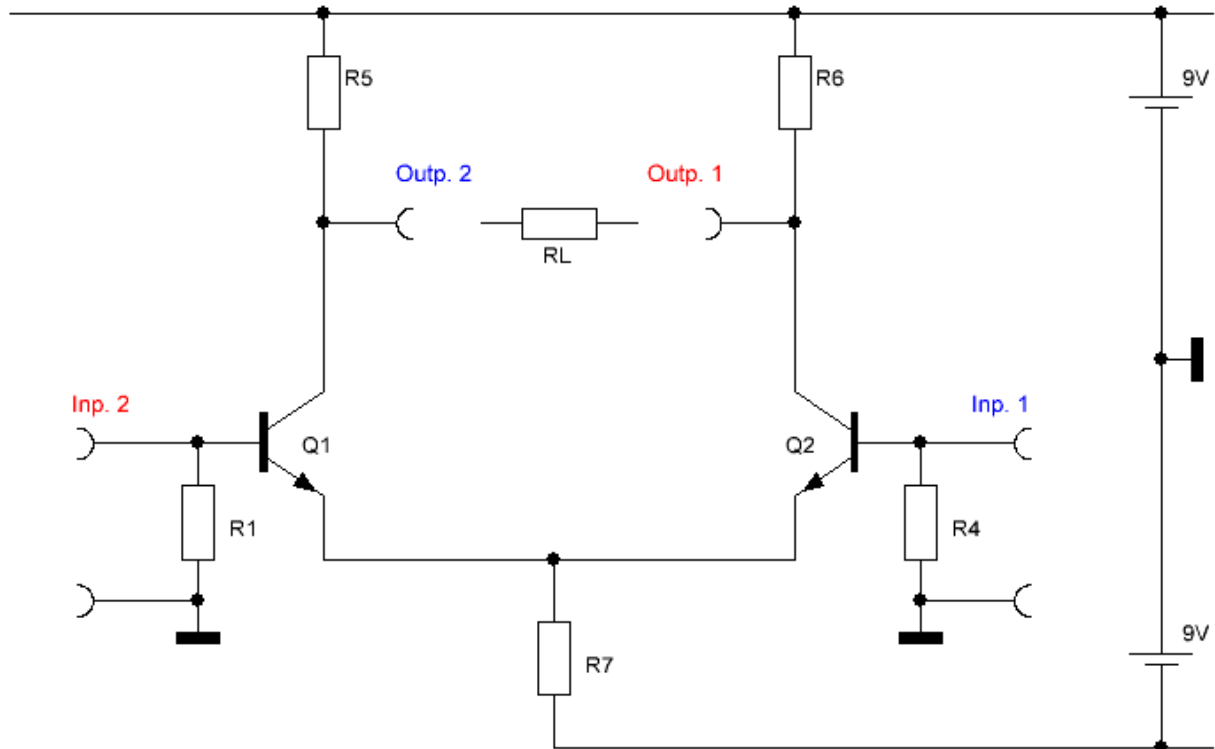 R5
R6
9V
Outp. 2
Outp. 1
RL
Inp. 2
Inp. 1
Q1
Q2
R1
R4
9V
R7